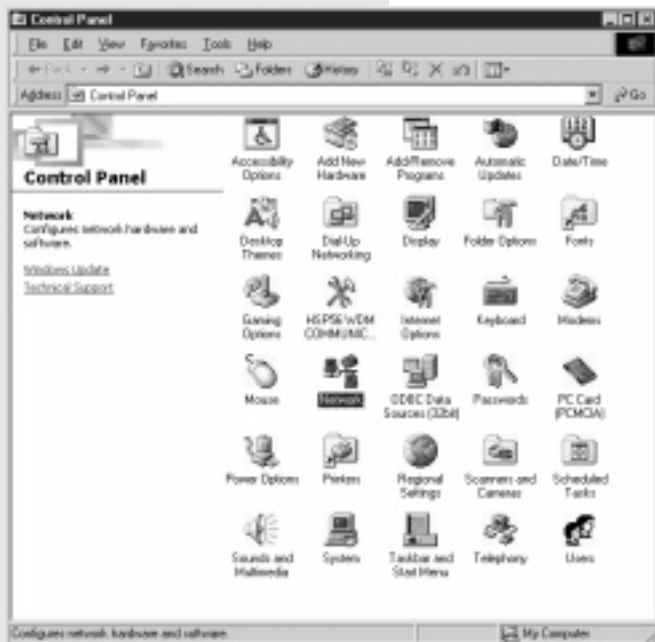 Control Panel
File Edit View Favorites Tools Help
Back Search Folders History
Address Control Panel Go
Control Panel
Network
Configures network hardware and
software.
Windows Update
Technical Support
Accessibility
Options
Add New
Hardware
Add/Remove
Programs
Automatic
Updates
Date/Time
Desktop
Themes
Dial-Up
Networking
Display
Folder Options
Fonts
Gaming
Options
HSP56 WDM
COMMUNIC...
Internet
Options
Keyboard
Modems
Mouse
Network
ODBC Data
Sources (32bit)
Passwords
PC Card
(PCMCIA)
Power Options
Printers
Regional
Settings
Scanners and
Cameras
Scheduled
Tasks
Sounds and
Multimedia
System
Taskbar and
Start Menu
Telephony
Users
Configures network hardware and software.
My Computer